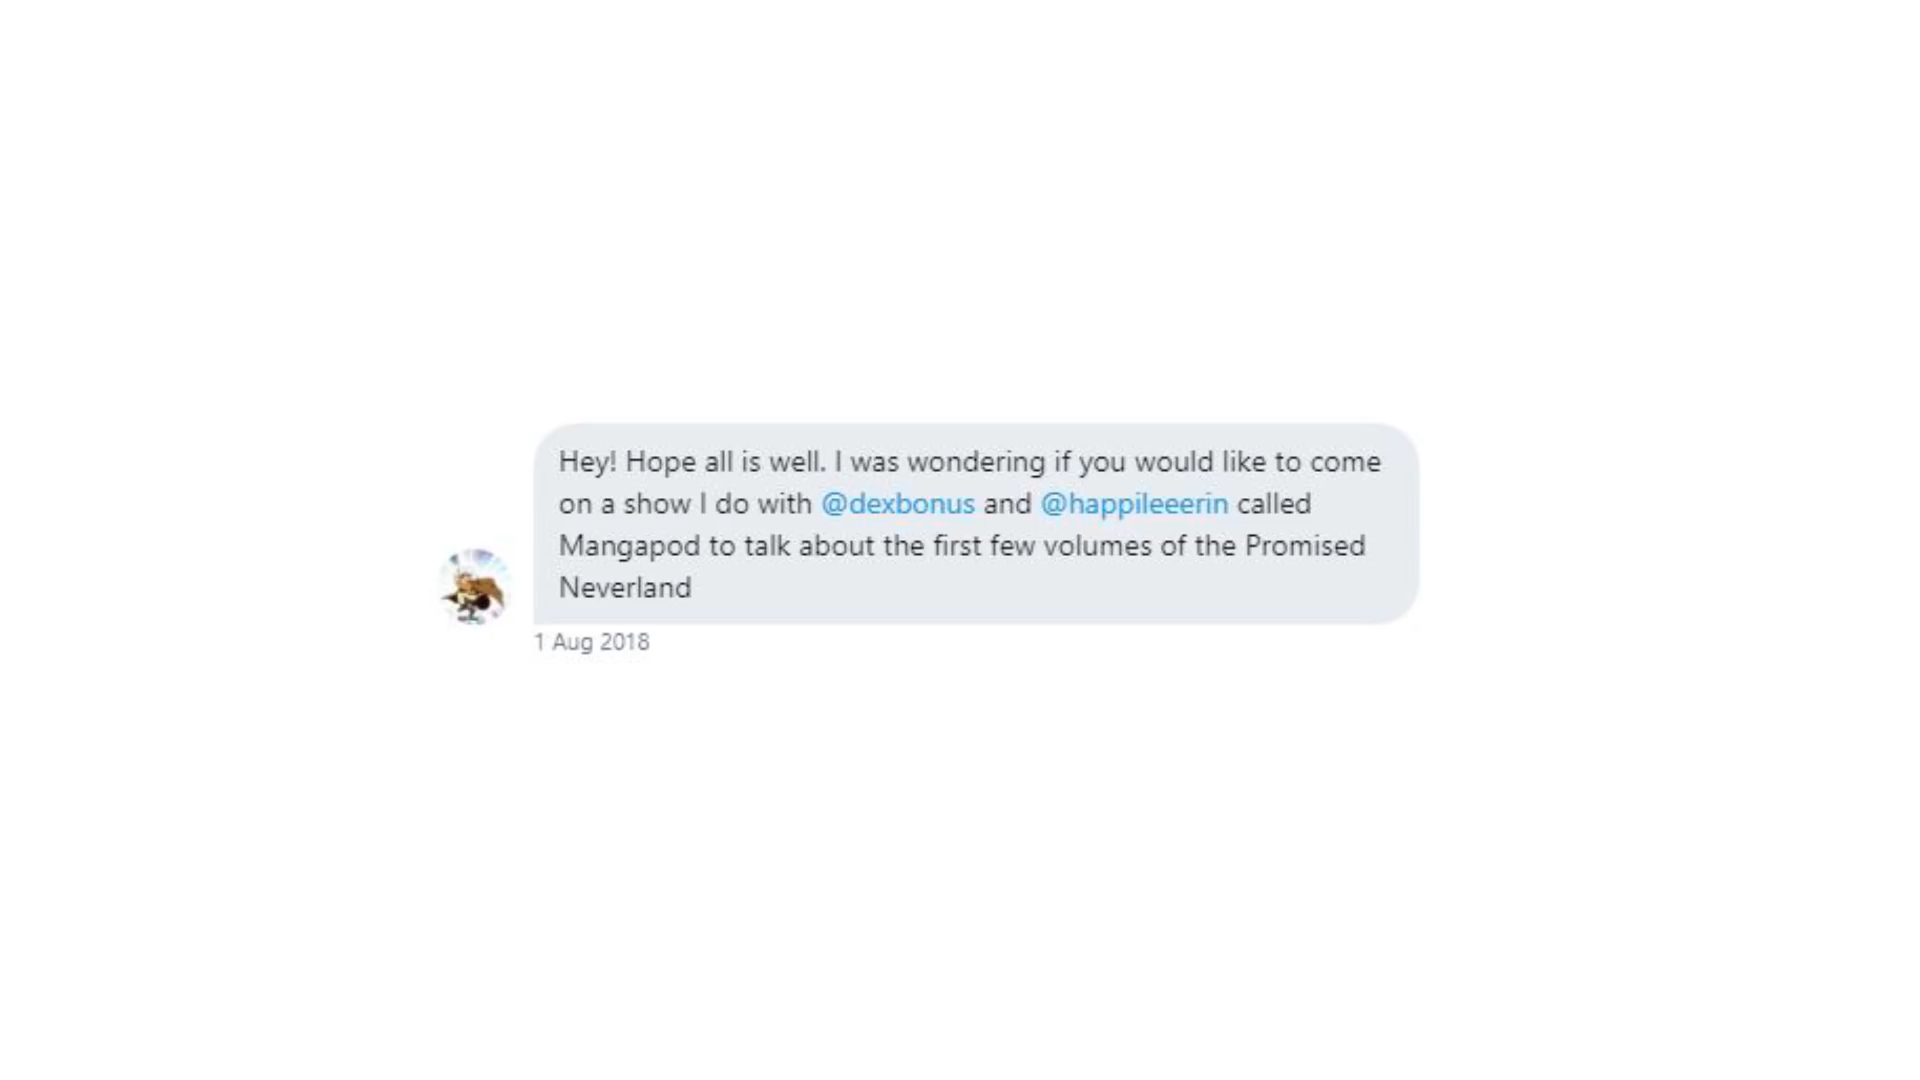 Hey! Hope all is well. I was wondering if you would like to come
on a show I do with @dexbonus and @happileeerin called
Mangapod to talk about the first few volumes of the Promised
Neverland
1 Aug 2018